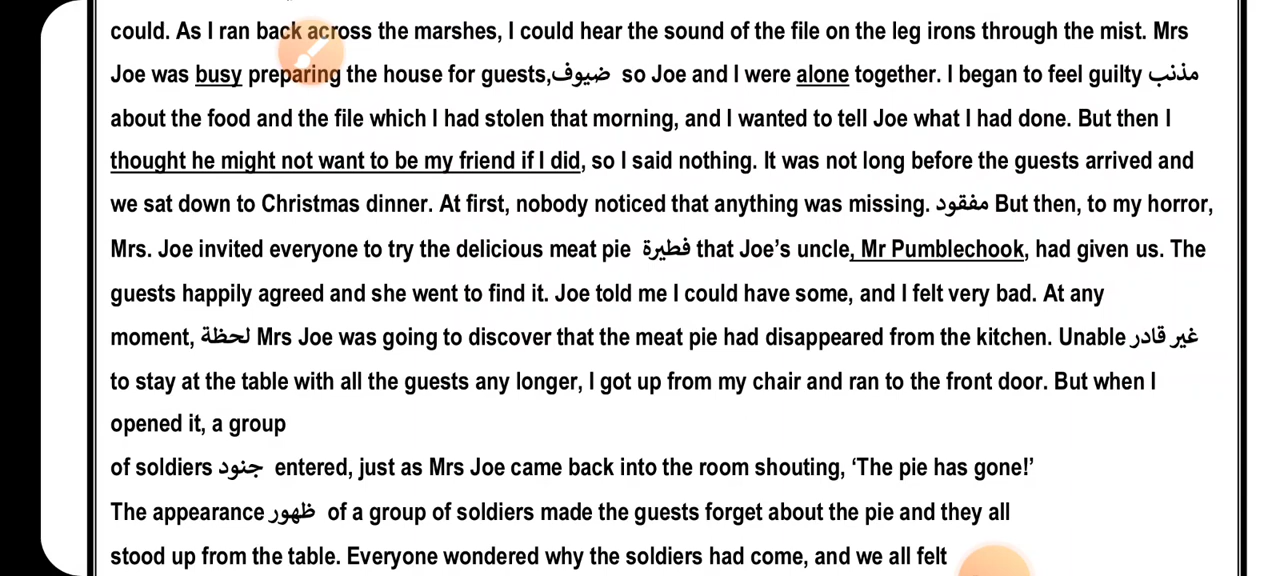 could. As I ran back across the marshes, I could hear the sound of the file on the leg irons through the mist. Mrs
Joe was busy preparing the house for guests,ضيوف so Joe and I were alone together. I began to feel guilty مذنب
about the food and the file which I had stolen that morning, and I wanted to tell Joe what I had done. But then I
thought he might not want to be my friend if I did, so I said nothing. It was not long before the guests arrived and
we sat down to Christmas dinner. At first, nobody noticed that anything was missing. مفقود But then, to my horror,
Mrs. Joe invited everyone to try the delicious meat pie فطيرة that Joe’s uncle, Mr Pumblechook, had given us. The
guests happily agreed and she went to find it. Joe told me I could have some, and I felt very bad. At any
moment, لحظة Mrs Joe was going to discover that the meat pie had disappeared from the kitchen. Unable غير قادر
to stay at the table with all the guests any longer, I got up from my chair and ran to the front door. But when I
opened it, a group
of soldiers جنود entered, just as Mrs Joe came back into the room shouting, ‘The pie has gone!’
The appearance ظهور of a group of soldiers made the guests forget about the pie and they all
stood up from the table. Everyone wondered why the soldiers had come, and we all felt